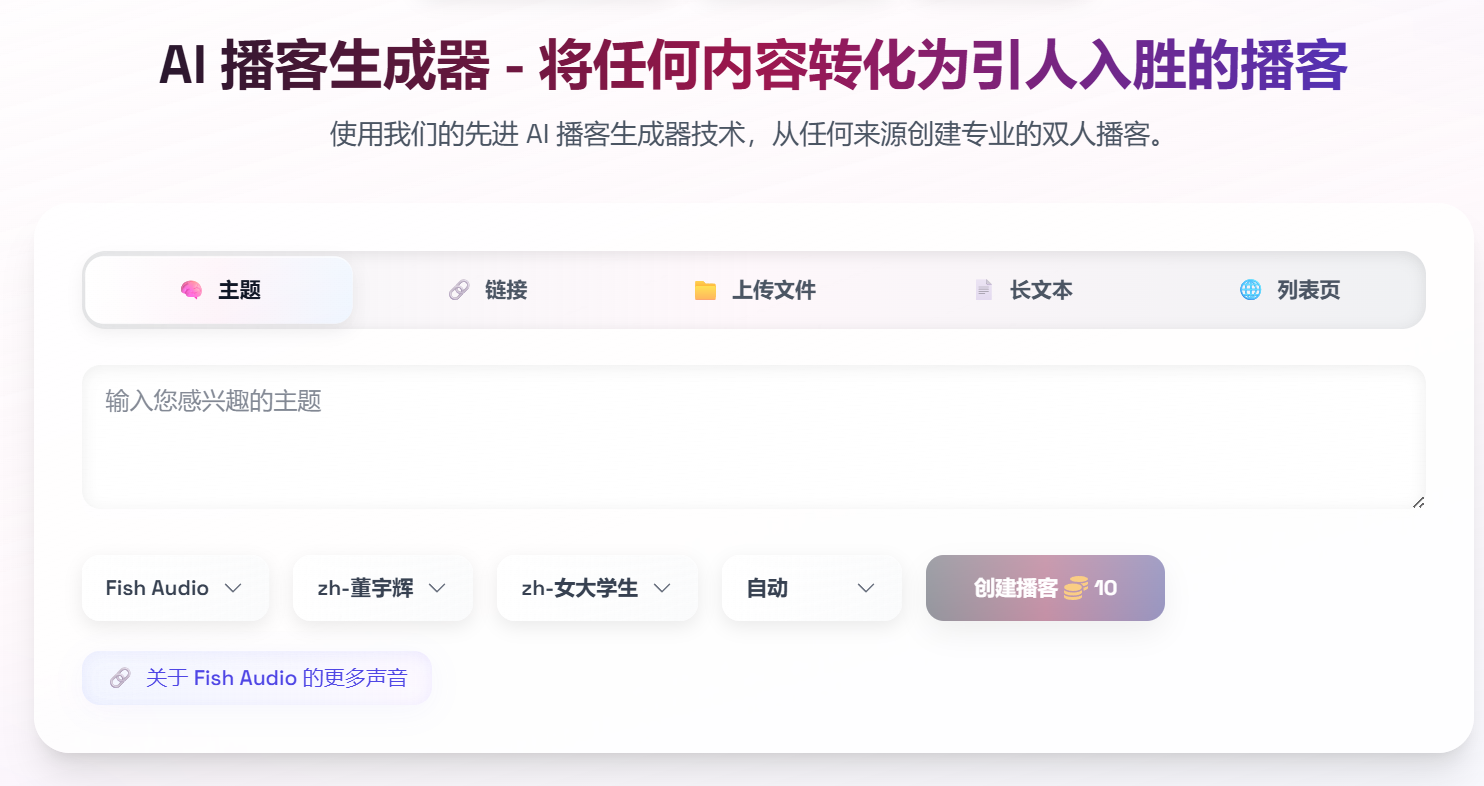 AI 播客生成器 - 将任何内容转化为引人入胜的播客
使用我们的先进 AI 播客生成器技术，从任何来源创建专业的双人播客。
主题 链接 上传文件 长文本 列表页
输入您感兴趣的主题
Fish Audio zh-董宇辉 zh-女大学生 自动 创建播客 10
关于 Fish Audio 的更多声音